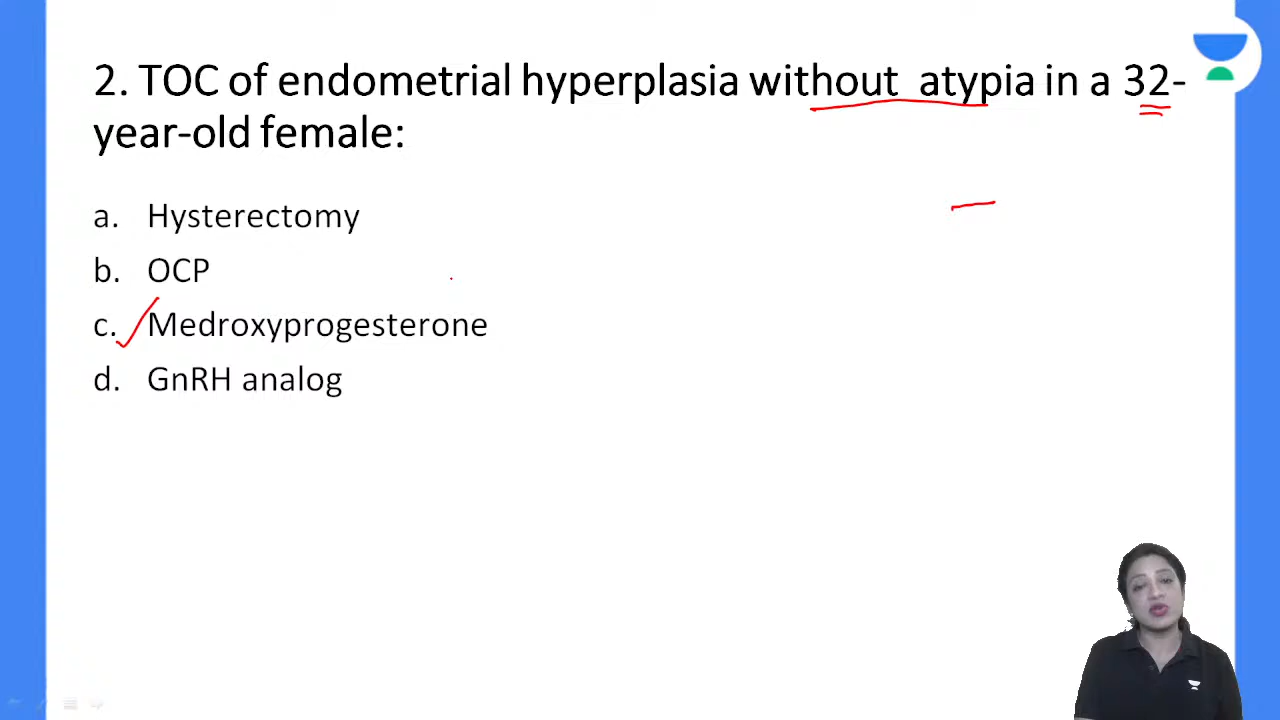 2. TOC of endometrial hyperplasia without atypia in a 32-
year-old female:
a. Hysterectomy
b. OCP
c. Medroxyprogesterone
d. GnRH analog